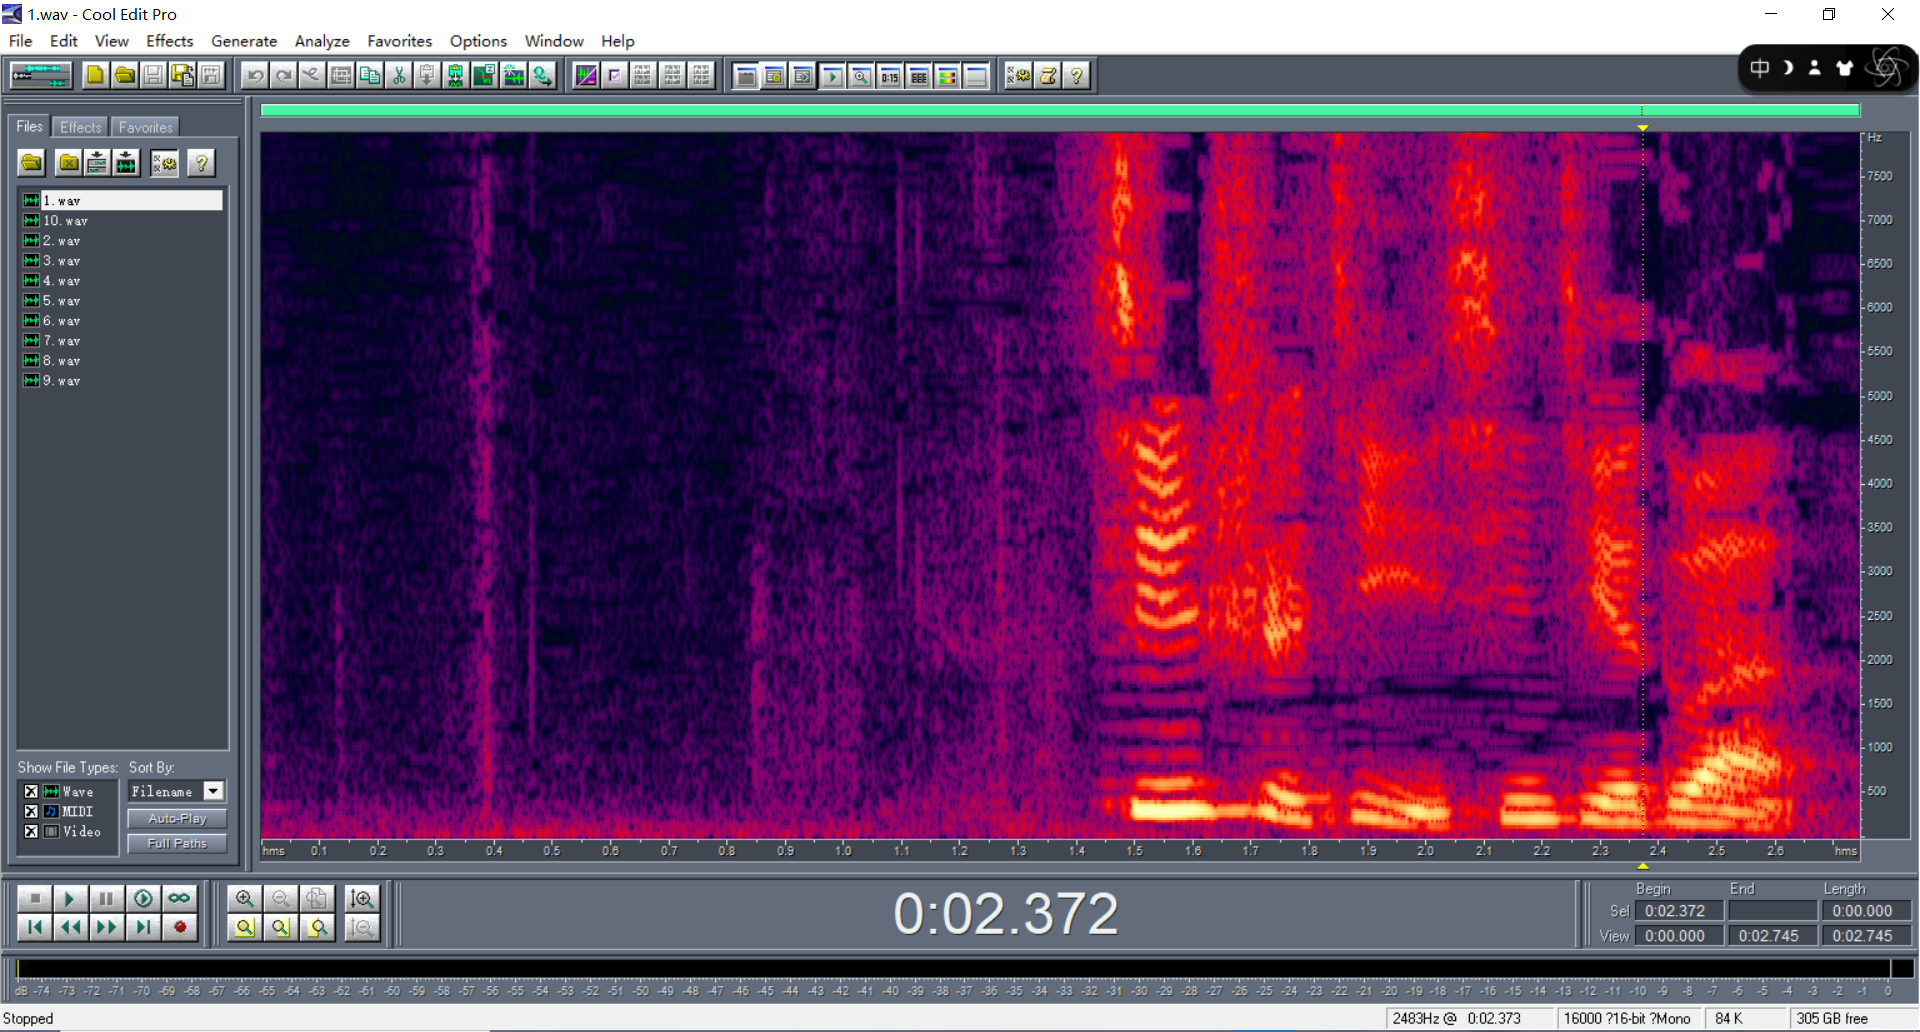 1.wav - Cool Edit Pro
File Edit View Effects Generate Analyze Favorites Options Window Help
0:15
中
Files Effects Favorites
1.wav
10.wav
2.wav
3.wav
4.wav
5.wav
6.wav
7.wav
8.wav
9.wav
Show File Types: Sort By:
Wave Filename
MIDI Auto-Play
Video Full Paths
Hz
7500
7000
6500
6000
5500
5000
4500
4000
3500
3000
2500
2000
1500
1000
500
hms 0.1 0.2 0.3 0.4 0.5 0.6 0.7 0.8 0.9 1.0 1.1 1.2 1.3 1.4 1.5 1.6 1.7 1.8 1.9 2.0 2.1 2.2 2.3 2.4 2.5 2.6 hms
0:02.372
Begin End Length
Sel 0:02.372 0:00.000
View 0:00.000 0:02.745 0:02.745
dB -74 -73 -72 -71 -70 -69 -68 -67 -66 -65 -64 -63 -62 -61 -60 -59 -58 -57 -56 -55 -54 -53 -52 -51 -50 -49 -48 -47 -46 -45 -44 -43 -42 -41 -40 -39 -38 -37 -36 -35 -34 -33 -32 -31 -30 -29 -28 -27 -26 -25 -24 -23 -22 -21 -20 -19 -18 -17 -16 -15 -14 -13 -12 -11 -10 -9 -8 -7 -6 -5 -4 -3 -2 -1 0
Stopped 2483Hz @ 0:02.373 16000 ?16-bit ?Mono 84 K 305 GB free